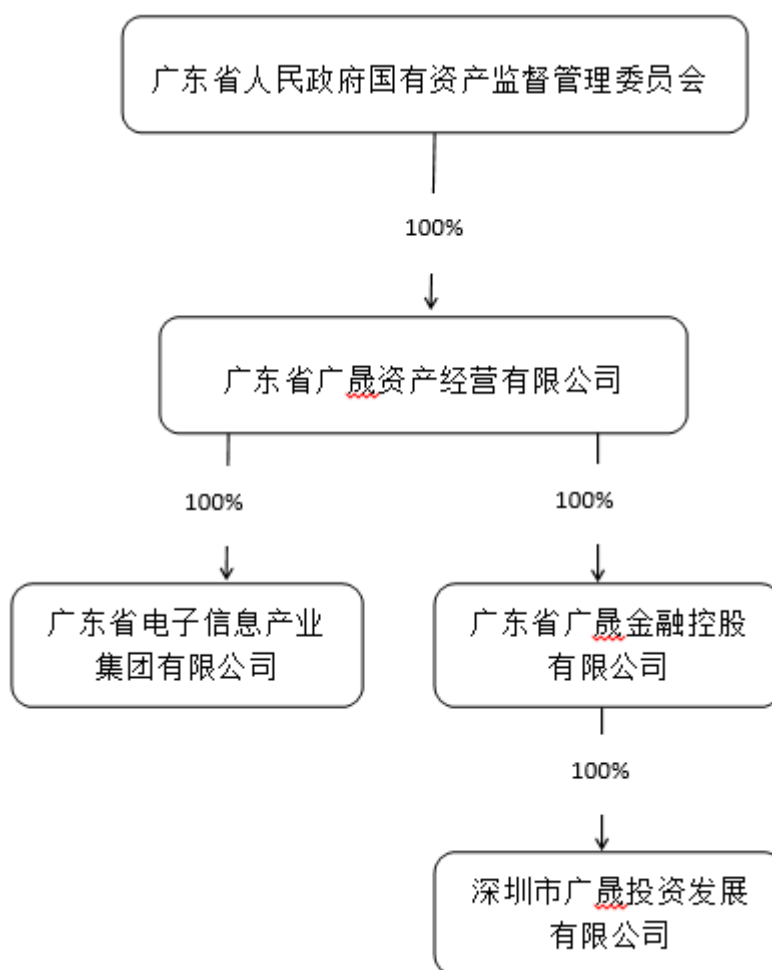 广东省人民政府国有资产监督管理委员会
100%
广东省广晟资产经营有限公司
100%
100%
广东省电子信息产业
集团有限公司
广东省广晟金融控股
有限公司
100%
深圳市广晟投资发展
有限公司